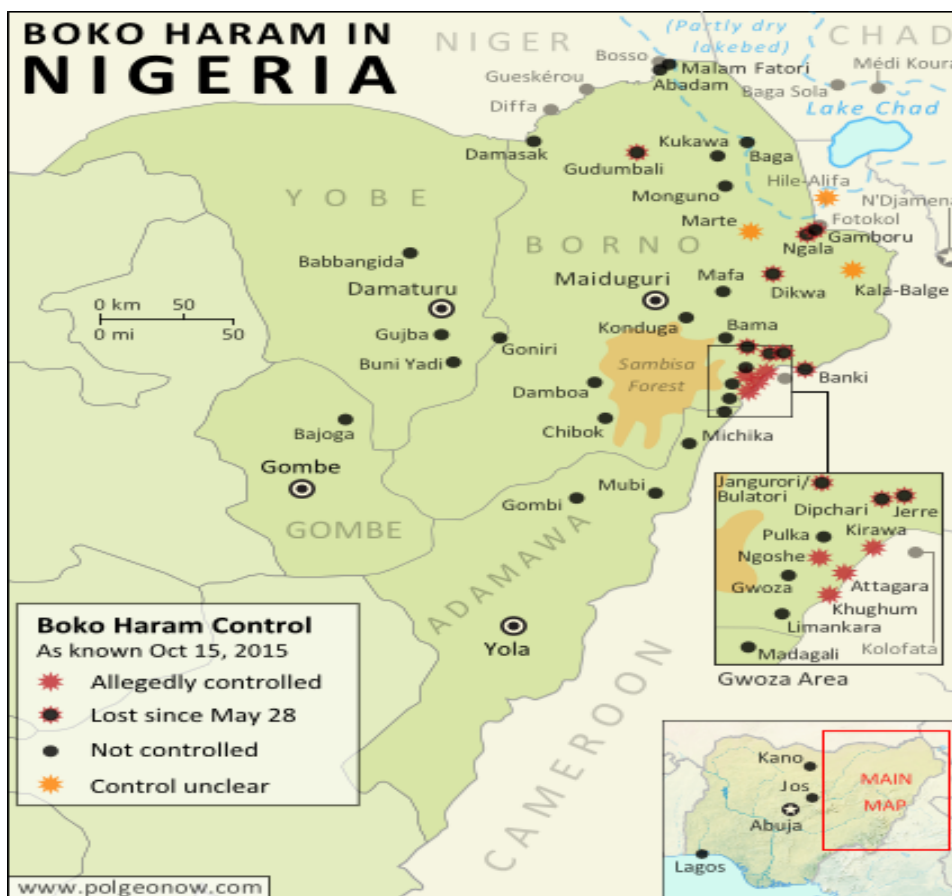 BOKO HARAM IN
NIGERIA
NIGER
(Partly dry
lakebed)
CHAD
Bosso
Malam Fatori
Abadam
Médi Koura
Baga Sola
Gueskérou
Diffa
Lake Chad
Damasak
Gudumbali
Kukawa
Baga
Hile-Alifa
N'Djamena
YOBE
Monguno
Marte
Fotokol
Gamboru
Ngala
BORNO
Babbangida
Maiduguri
Mafa
Dikwa
Kala-Balge
Damaturu
0 km 50
0 mi 50
Konduga
Bama
Gujba
Goniri
Buni Yadi
Sambisa
Forest
Banki
Damboa
Bajoga
Chibok
Michika
Gombe
Gombi
Mubi
GOMBE
ADAMAWA
Yola
CAMEROON
Jangurori/
Bulatori
Dipchari
Jerre
Pulka
Kirawa
Ngoshe
Gwoza
Attagara
Khughum
Limankara
Madagali
Kolofata
Gwoza Area
Boko Haram Control
As known Oct 15, 2015
Allegedly controlled
Lost since May 28
Not controlled
Control unclear
Kano
Jos
Abuja
Lagos
MAIN
MAP
www.polgeonow.com